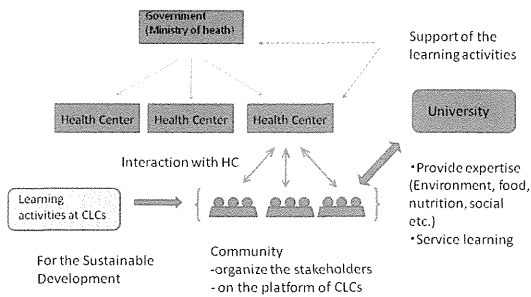 Government
(Ministry of heath)
Support of the
learning activities
Health Center
Health Center
Health Center
University
Interaction with HC
•Provide expertise
(Environment, food,
nutrition, social
etc.)
•Service learning
Learning
activities at CLCs
For the Sustainable
Development
Community
-organize the stakeholders
- on the platform of CLCs